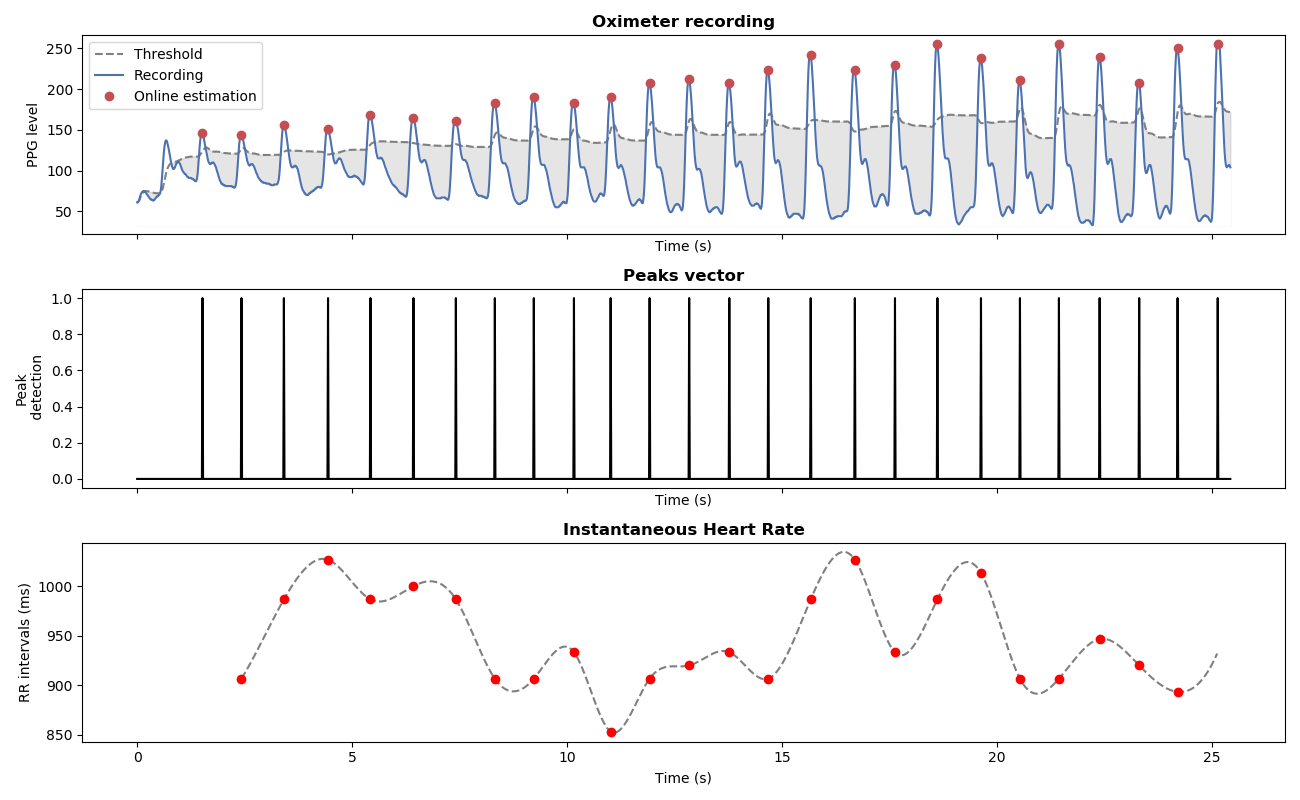 Oximeter recording
250
200
150
100
50
PPG level
Threshold
Recording
Online estimation
Time (s)
Peaks vector
1.0
0.8
0.6
0.4
0.2
0.0
Peak
detection
Time (s)
Instantaneous Heart Rate
1000
950
900
850
RR intervals (ms)
0 5 10 15 20 25
Time (s)